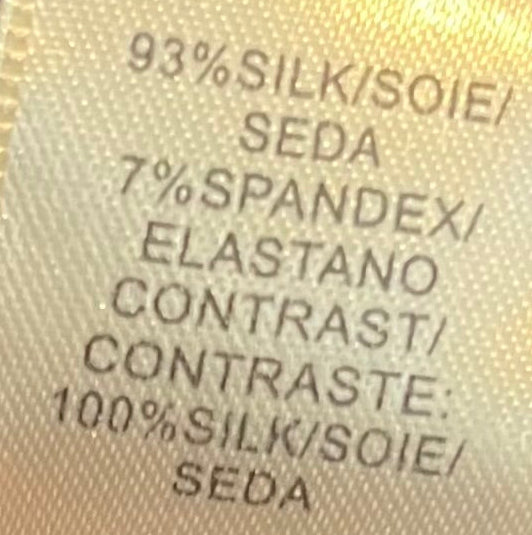 93%SILK/SOIE/
SEDA
7%SPANDEX/
ELASTANO
CONTRAST/
CONTRASTE:
100%SILK/SOIE/
SEDA